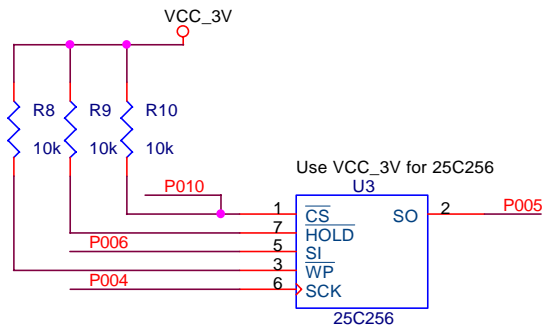 VCC_3V
R8 R9 R10
10k 10k 10k
Use VCC_3V for 25C256
U3
P010
1 CS SO 2 P005
7 HOLD
P006 5 SI
3 WP
P004 6 SCK
25C256